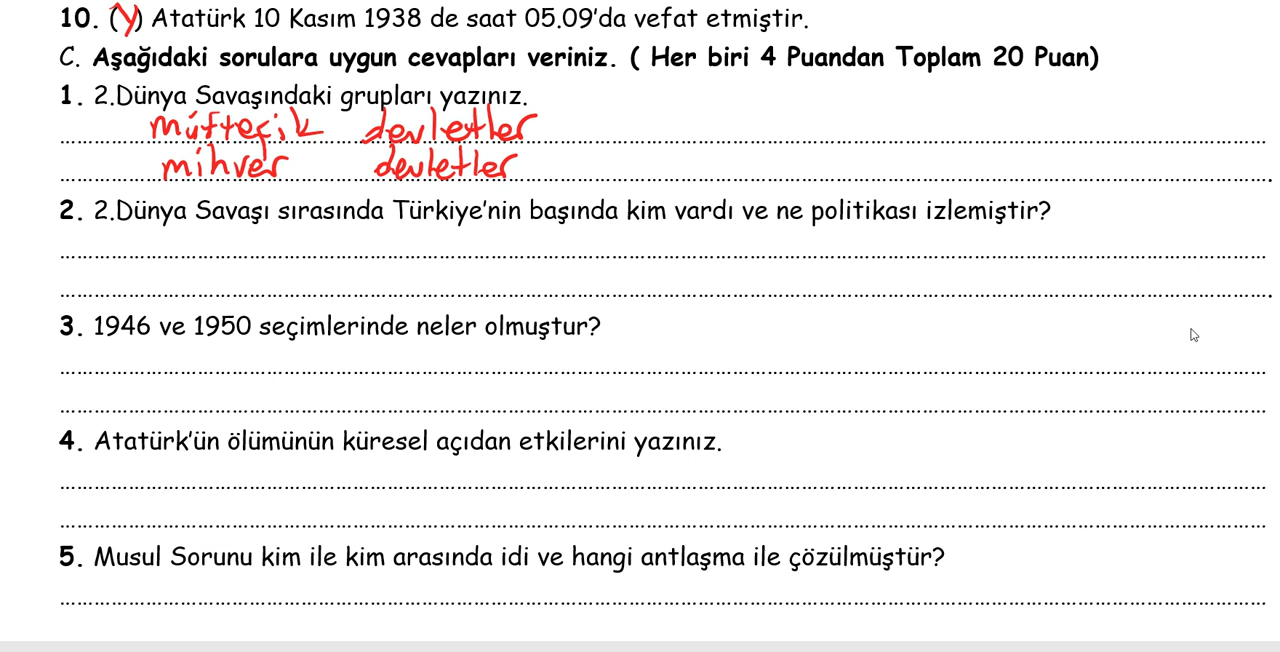 10. (Y) Atatürk 10 Kasım 1938 de saat 05.09'da vefat etmiştir.
C. Aşağıdaki sorulara uygun cevapları veriniz. ( Her biri 4 Puandan Toplam 20 Puan)
1. 2.Dünya Savaşındaki grupları yazınız.
müttefik devletler
mihver devletler
2. 2.Dünya Savaşı sırasında Türkiye'nin başında kim vardı ve ne politikası izlemiştir?
3. 1946 ve 1950 seçimlerinde neler olmuştur?
4. Atatürk'ün ölümünün küresel açıdan etkilerini yazınız.
5. Musul Sorunu kim ile kim arasında idi ve hangi antlaşma ile çözülmüştür?